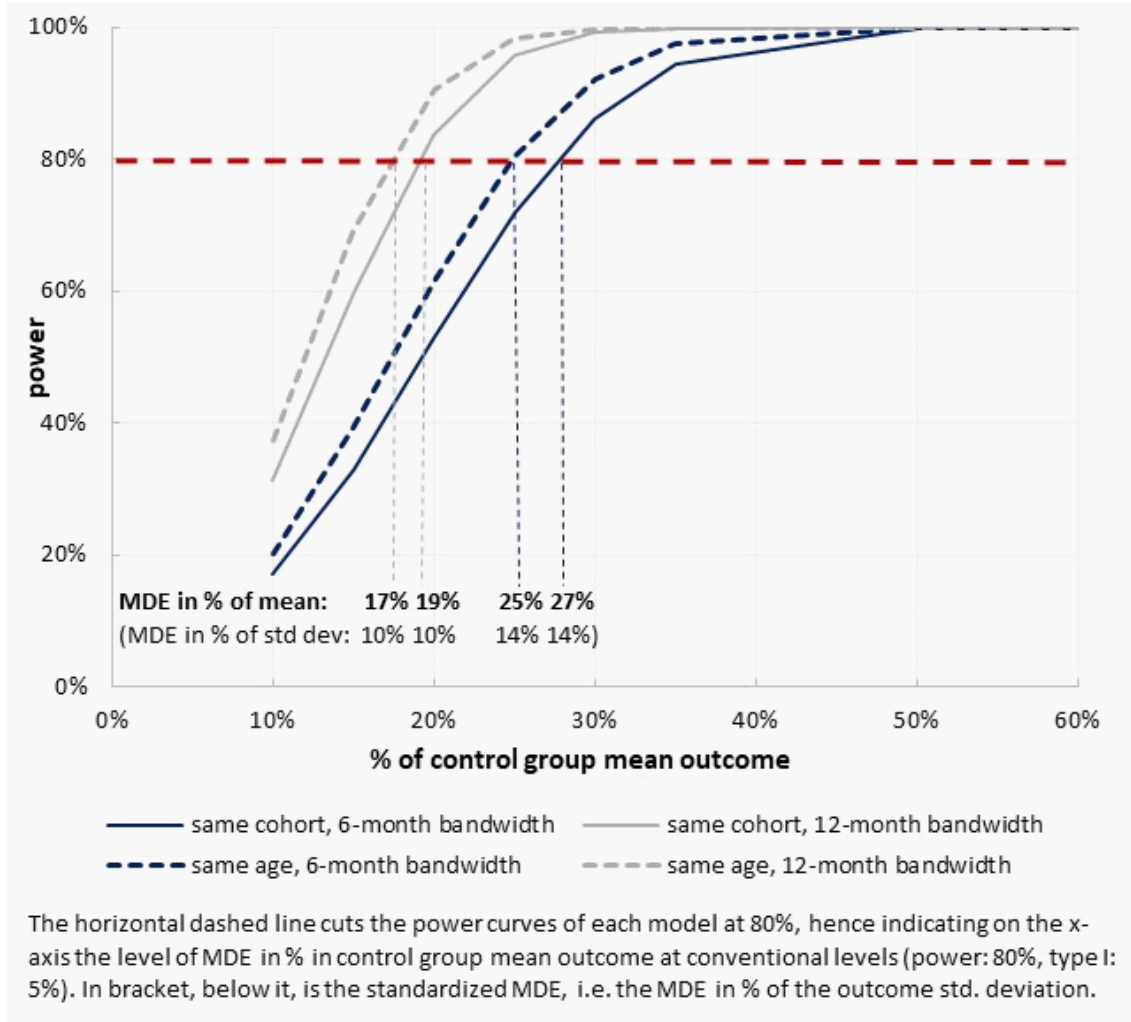 100%
80%
60%
40%
20%
0%
power
MDE in % of mean: 17% 19% 25% 27%
(MDE in % of std dev: 10% 10% 14% 14%)
0% 10% 20% 30% 40% 50% 60%
% of control group mean outcome
same cohort, 6-month bandwidth same cohort, 12-month bandwidth
same age, 6-month bandwidth same age, 12-month bandwidth
The horizontal dashed line cuts the power curves of each model at 80%, hence indicating on the x-
axis the level of MDE in % in control group mean outcome at conventional levels (power: 80%, type I:
5%). In bracket, below it, is the standardized MDE, i.e. the MDE in % of the outcome std. deviation.